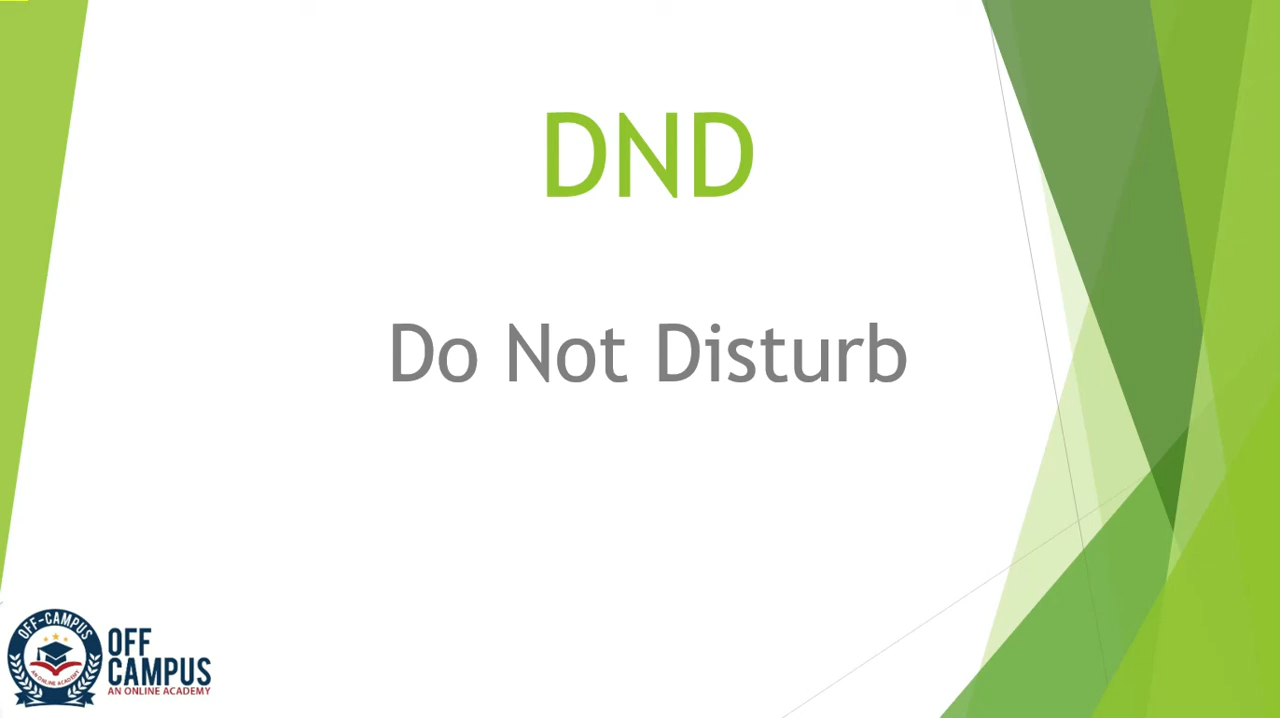 DND
Do Not Disturb
OFF-CAMPUS
AN ONLINE ACADEMY
OFF
CAMPUS
AN ONLINE ACADEMY